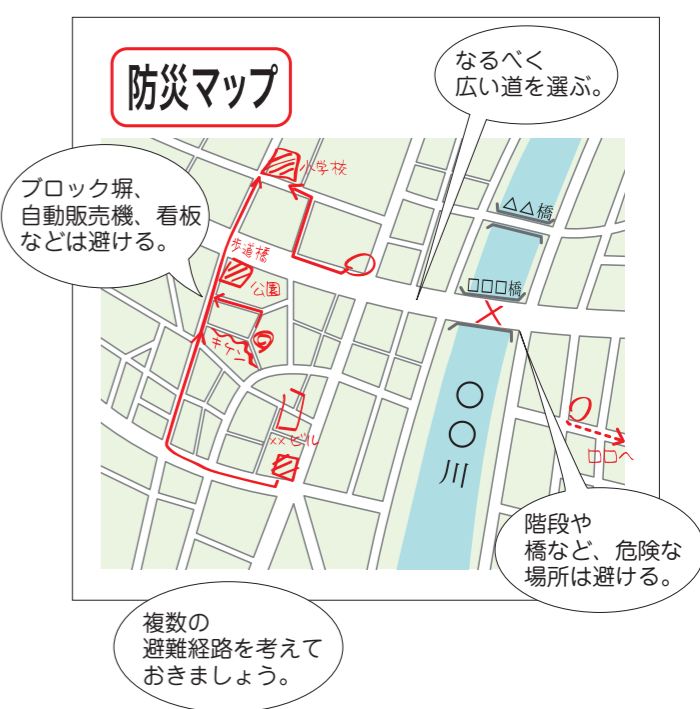 防災マップ
なるべく
広い道を選ぶ。
ブロック塀、
自動販売機、看板
などは避ける。
小学校
△△橋
歩道橋
公園
□□□橋
キケン
××ビル
○○川
□□へ
階段や
橋など、危険な
場所は避ける。
複数の
避難経路を考えて
おきましょう。